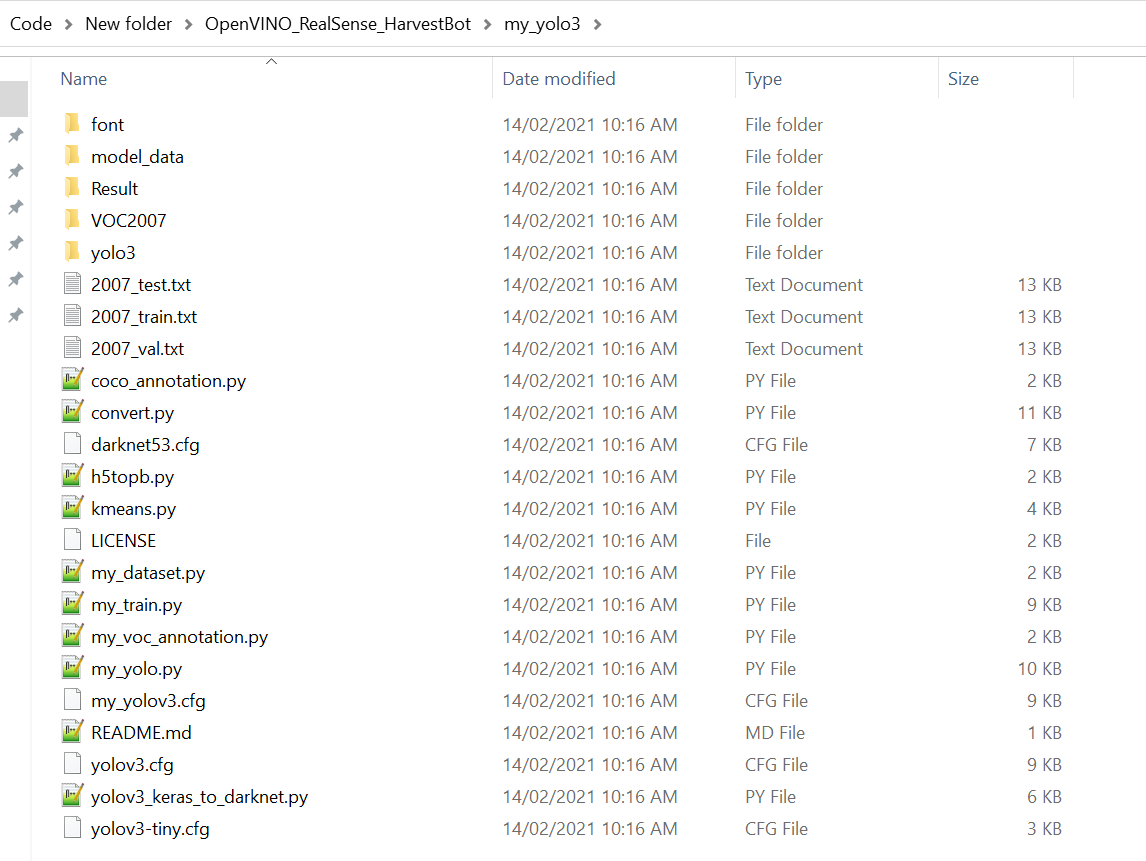 Code > New folder > OpenVINO_RealSense_HarvestBot > my_yolo3 >
Name Date modified Type Size
font 14/02/2021 10:16 AM File folder
model_data 14/02/2021 10:16 AM File folder
Result 14/02/2021 10:16 AM File folder
VOC2007 14/02/2021 10:16 AM File folder
yolo3 14/02/2021 10:16 AM File folder
2007_test.txt 14/02/2021 10:16 AM Text Document 13 KB
2007_train.txt 14/02/2021 10:16 AM Text Document 13 KB
2007_val.txt 14/02/2021 10:16 AM Text Document 13 KB
coco_annotation.py 14/02/2021 10:16 AM PY File 2 KB
convert.py 14/02/2021 10:16 AM PY File 11 KB
darknet53.cfg 14/02/2021 10:16 AM CFG File 7 KB
h5topb.py 14/02/2021 10:16 AM PY File 2 KB
kmeans.py 14/02/2021 10:16 AM PY File 4 KB
LICENSE 14/02/2021 10:16 AM File 2 KB
my_dataset.py 14/02/2021 10:16 AM PY File 2 KB
my_train.py 14/02/2021 10:16 AM PY File 9 KB
my_voc_annotation.py 14/02/2021 10:16 AM PY File 2 KB
my_yolo.py 14/02/2021 10:16 AM PY File 10 KB
my_yolov3.cfg 14/02/2021 10:16 AM CFG File 9 KB
README.md 14/02/2021 10:16 AM MD File 1 KB
yolov3.cfg 14/02/2021 10:16 AM CFG File 9 KB
yolov3_keras_to_darknet.py 14/02/2021 10:16 AM PY File 6 KB
yolov3-tiny.cfg 14/02/2021 10:16 AM CFG File 3 KB